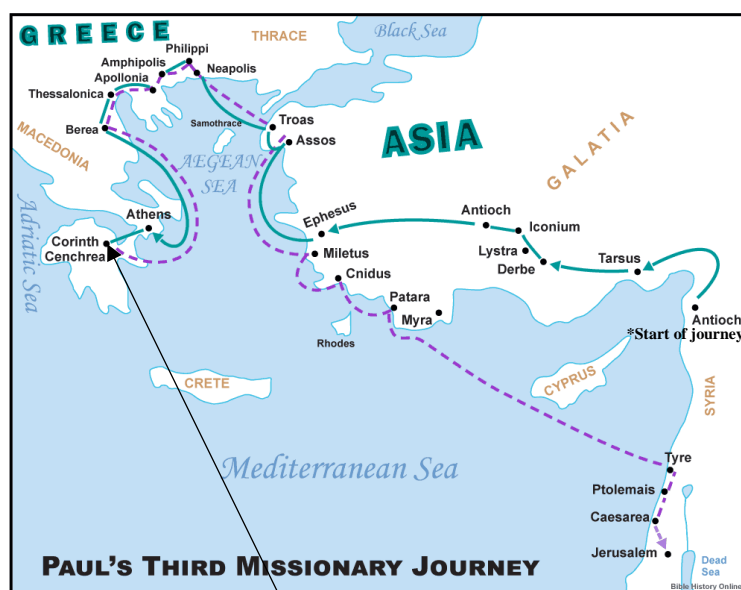 GREECE
THRACE
Black Sea
Philippi
Amphipolis
Neapolis
Apollonia
Thessalonica
Samothrace
Troas
Berea
Assos
ASIA
MACEDONIA
AEGEAN
SEA
GALATIA
Adriatic Sea
Athens
Ephesus
Antioch
Iconium
Corinth
Cenchrea
Miletus
Lystra
Derbe
Tarsus
Cnidus
Patara
Myra
Antioch
*Start of journey
Rhodes
CRETE
CYPRUS
SYRIA
Mediterranean Sea
Tyre
Ptolemais
Caesarea
Jerusalem
Dead
Sea
PAUL'S THIRD MISSIONARY JOURNEY
Bible History Online